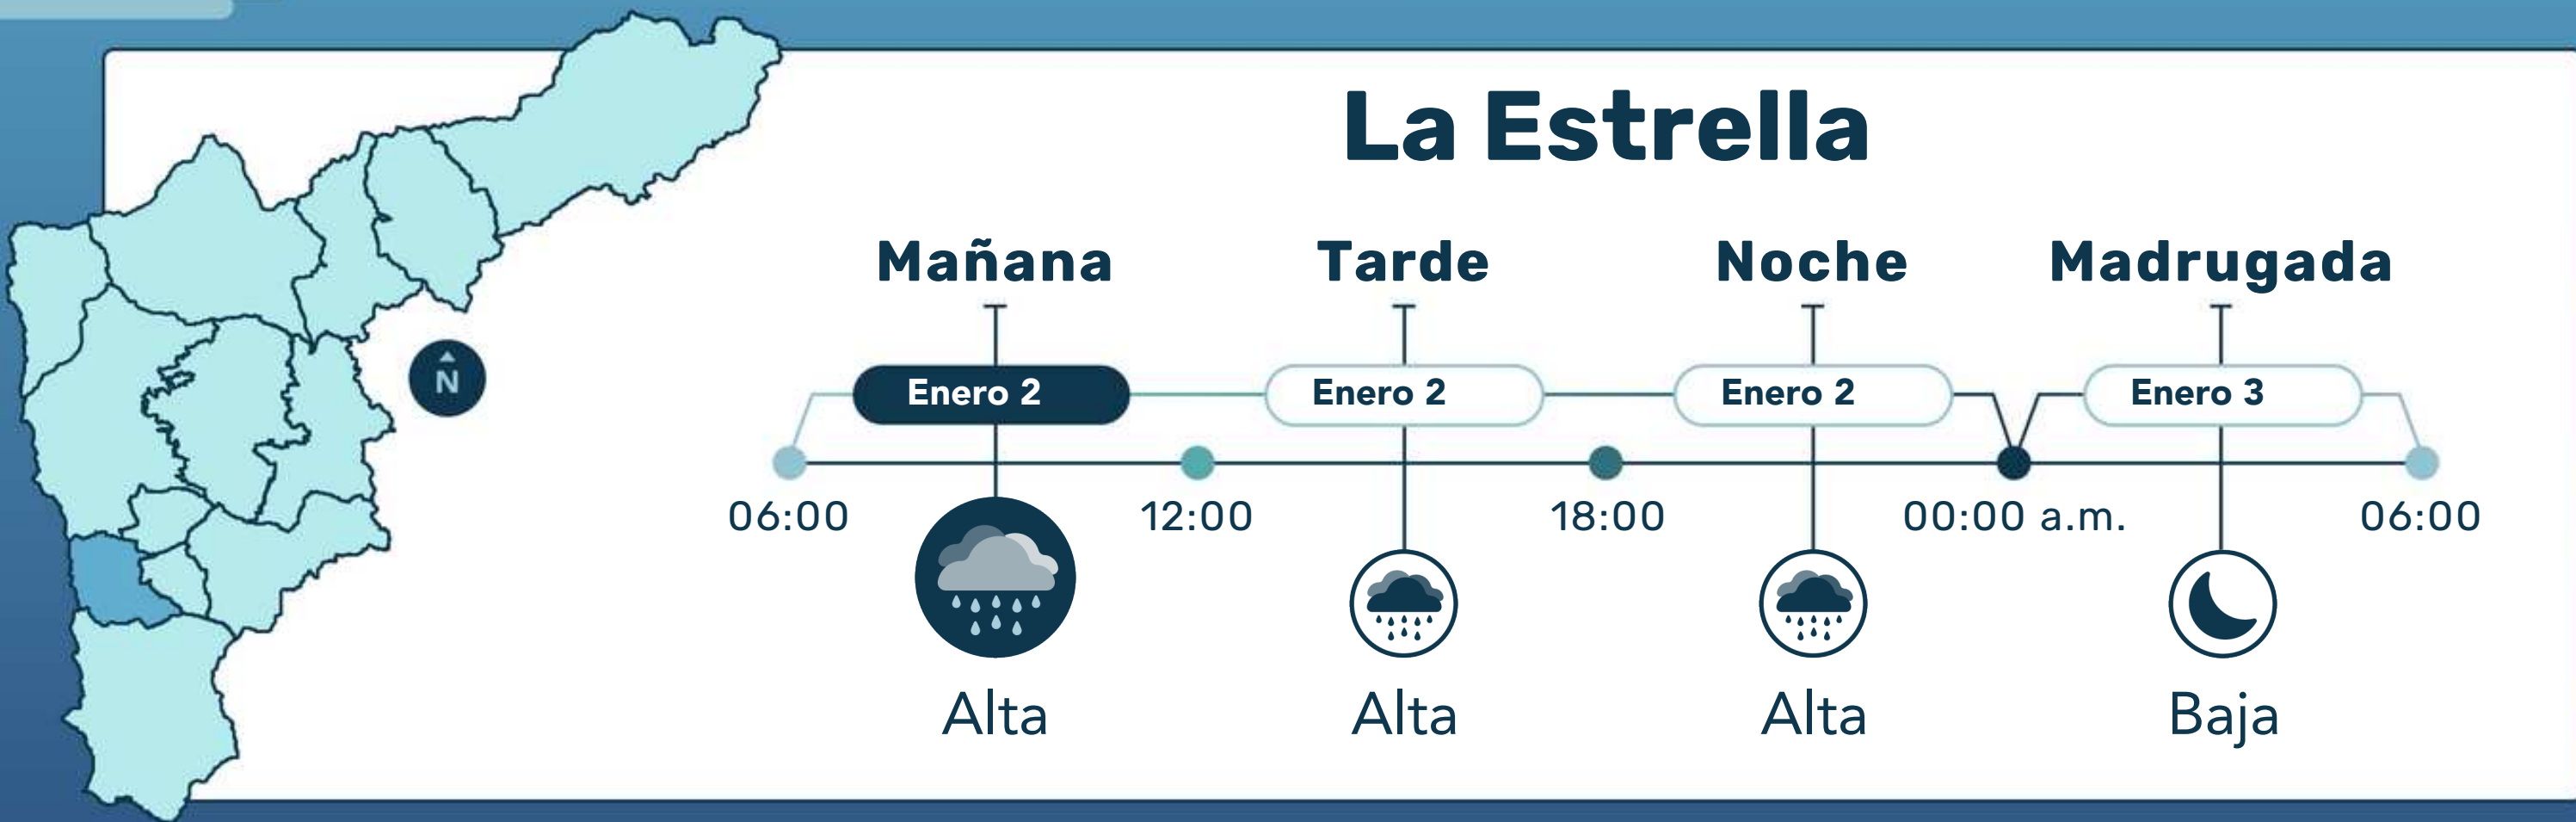 La Estrella
Mañana Tarde Noche Madrugada
Enero 2 Enero 2 Enero 2 Enero 3
N
06:00 12:00 18:00 00:00 a.m. 06:00
Alta Alta Alta Baja